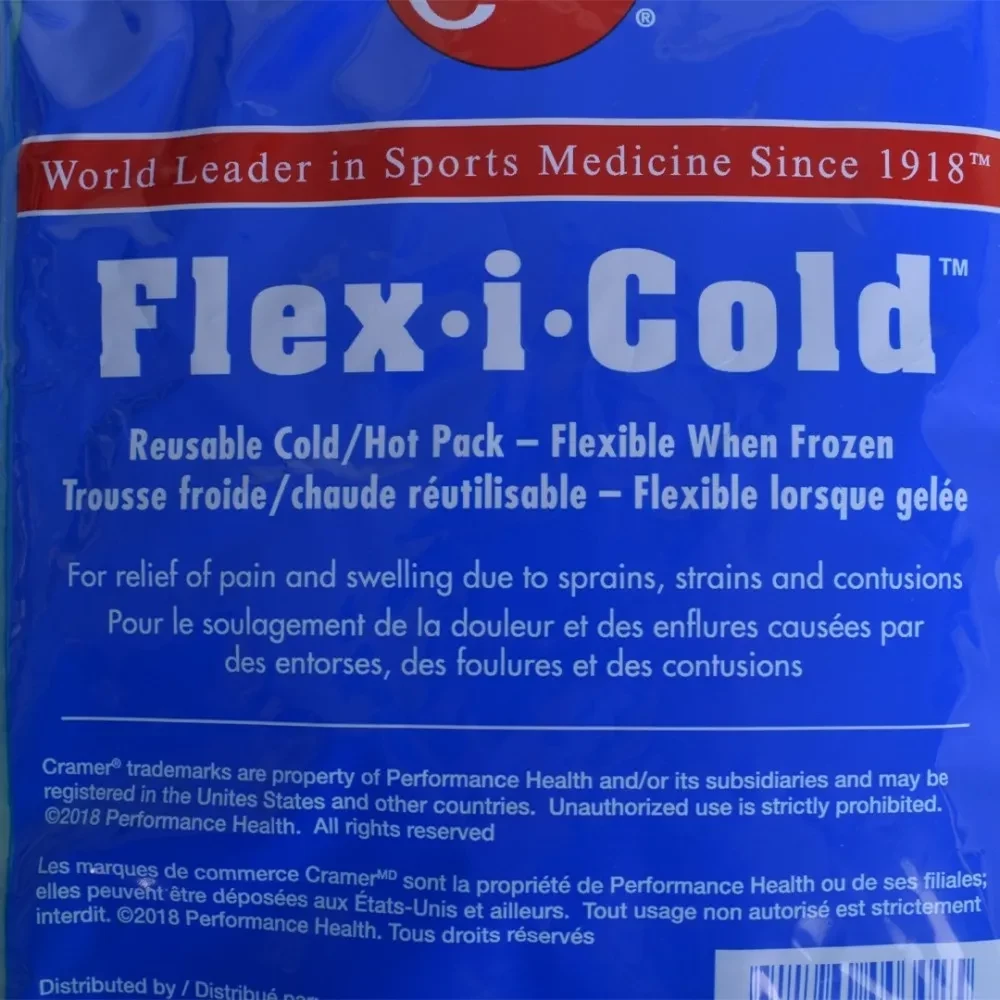 C®
World Leader in Sports Medicine Since 1918™
Flex·i·Cold™
Reusable Cold/Hot Pack – Flexible When Frozen
Trousse froide/chaude réutilisable – Flexible lorsque gelée
For relief of pain and swelling due to sprains, strains and contusions
Pour le soulagement de la douleur et des enflures causées par
des entorses, des foulures et des contusions
Cramer® trademarks are property of Performance Health and/or its subsidiaries and may be
registered in the Unites States and other countries. Unauthorized use is strictly prohibited.
©2018 Performance Health. All rights reserved
Les marques de commerce Cramerᴹᴰ sont la propriété de Performance Health ou de ses filiales;
elles peuvent être déposées aux États-Unis et ailleurs. Tout usage non autorisé est strictement
interdit. ©2018 Performance Health. Tous droits réservés
Distributed by / Distribué